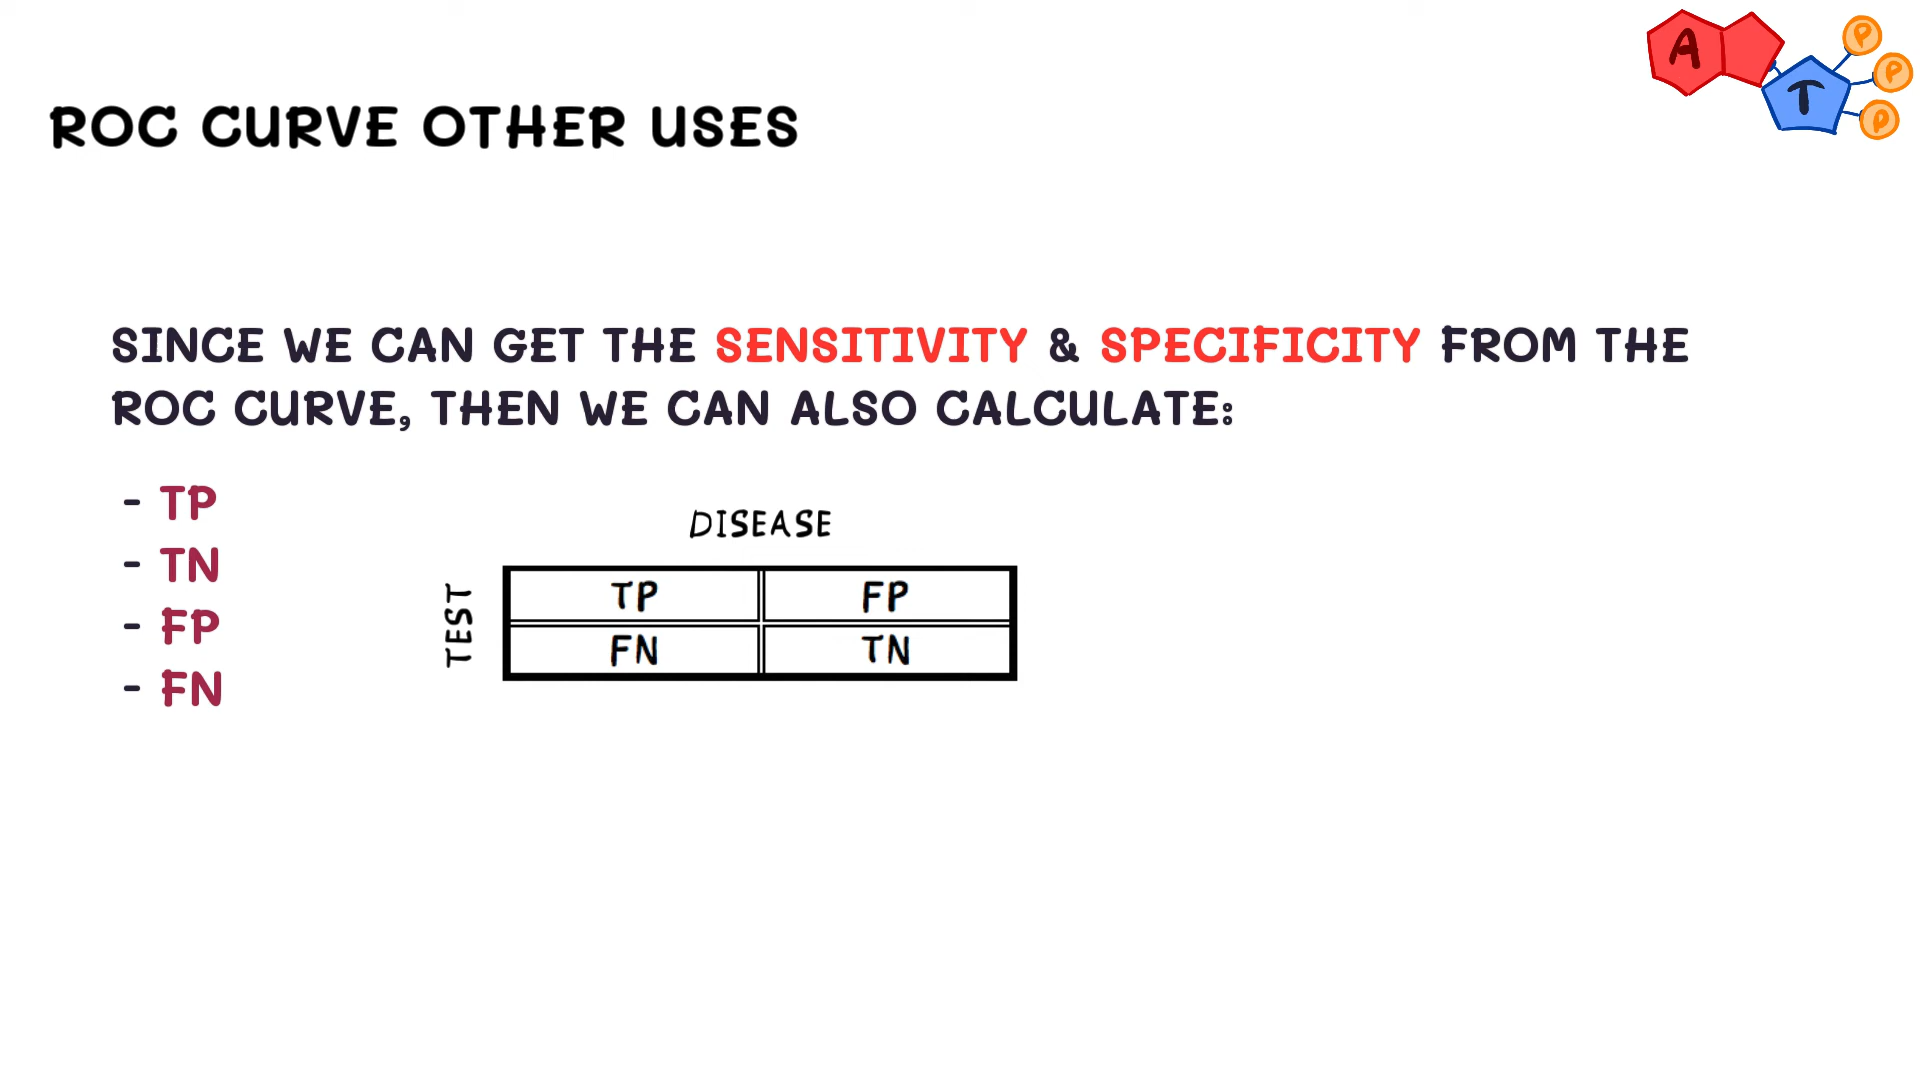 A
T
P
P
P
ROC CURVE OTHER USES
SINCE WE CAN GET THE SENSITIVITY & SPECIFICITY FROM THE
ROC CURVE, THEN WE CAN ALSO CALCULATE:
- TP
- TN
- FP
- FN
DISEASE
TEST
TP FP
FN TN